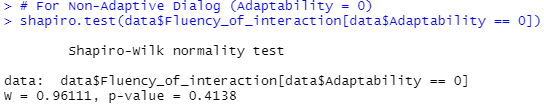 > # For Non-Adaptive Dialog (Adaptability = 0)
> shapiro.test(data$Fluency_of_interaction[data$Adaptability == 0])
Shapiro-Wilk normality test
data:  data$Fluency_of_interaction[data$Adaptability == 0]
W = 0.96111, p-value = 0.4138